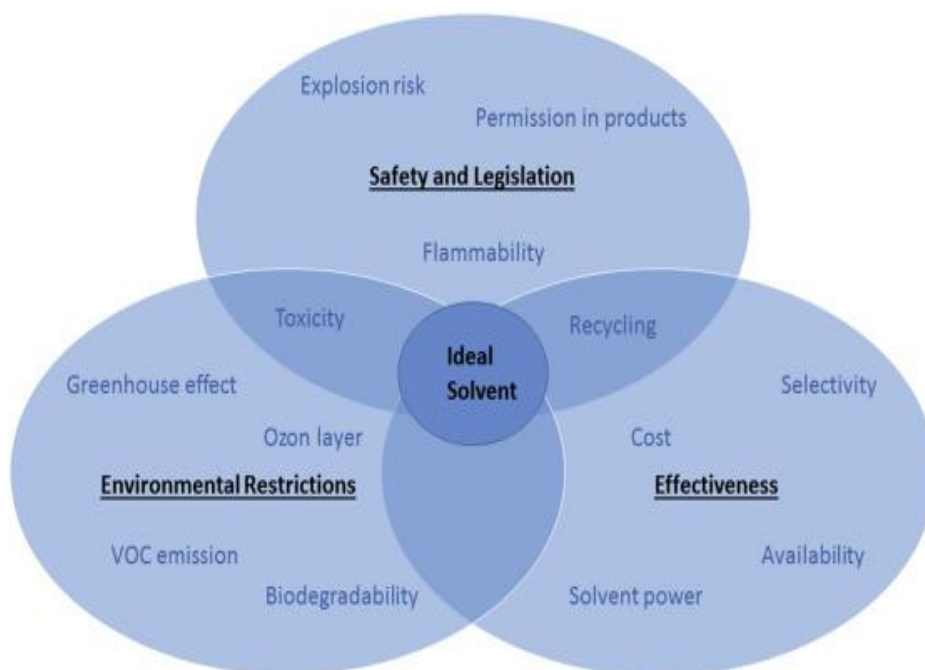 Explosion risk
Permission in products
Safety and Legislation
Flammability
Toxicity
Recycling
Ideal
Solvent
Greenhouse effect
Selectivity
Ozon layer
Cost
Environmental Restrictions
Effectiveness
VOC emission
Availability
Biodegradability
Solvent power